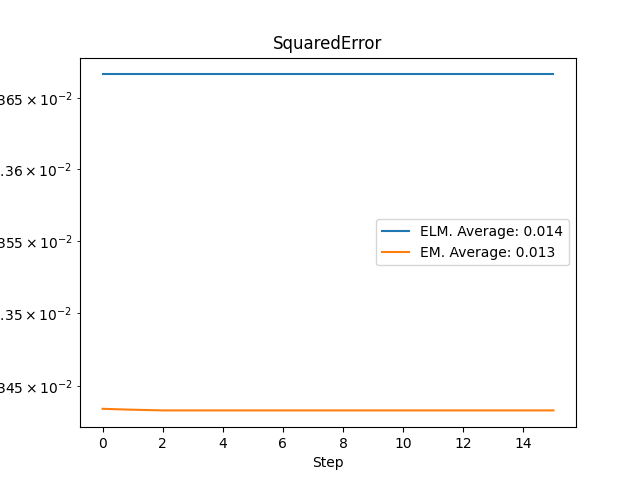 SquaredError
365 × 10⁻²
.36 × 10⁻²
355 × 10⁻²
.35 × 10⁻²
345 × 10⁻²
ELM. Average: 0.014
EM. Average: 0.013
0 2 4 6 8 10 12 14
Step